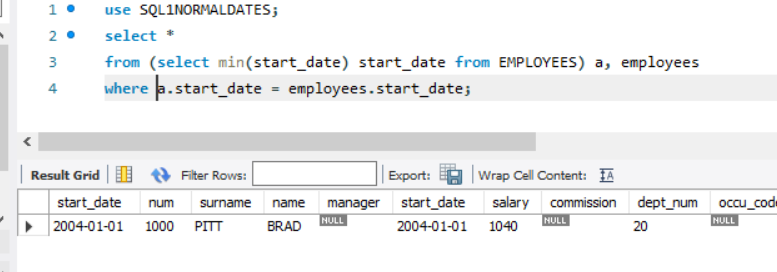 1 use SQL1NORMALDATES;
2 select *
3 from (select min(start_date) start_date from EMPLOYEES) a, employees
4 where a.start_date = employees.start_date;
Result Grid Filter Rows: Export: Wrap Cell Content: IA
start_date num surname name manager start_date salary commission dept_num occu_cod
2004-01-01 1000 PITT BRAD NULL 2004-01-01 1040 NULL 20 NULL